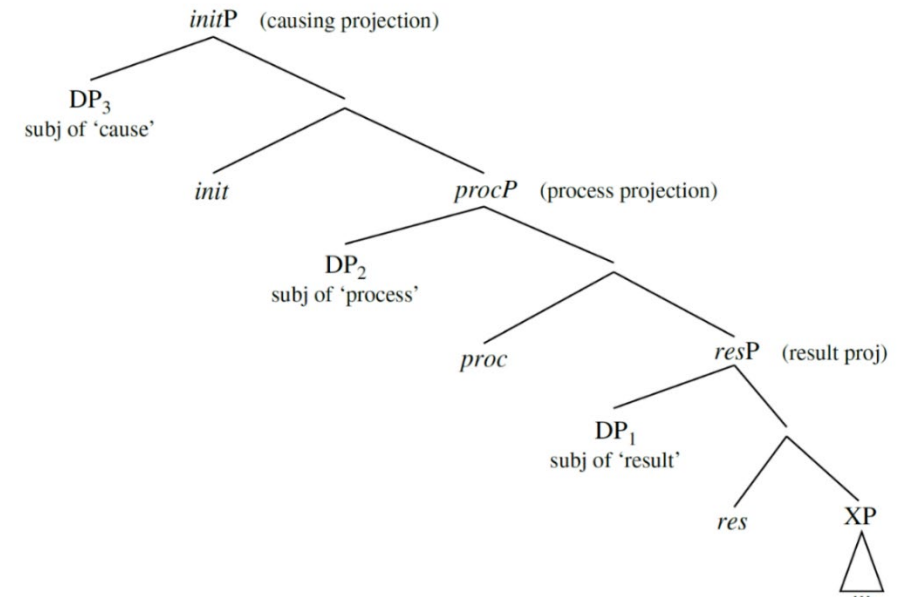 initP (causing projection)
DP₃
subj of ‘cause’
init
procP (process projection)
DP₂
subj of ‘process’
proc
resP (result proj)
DP₁
subj of ‘result’
res
XP
...